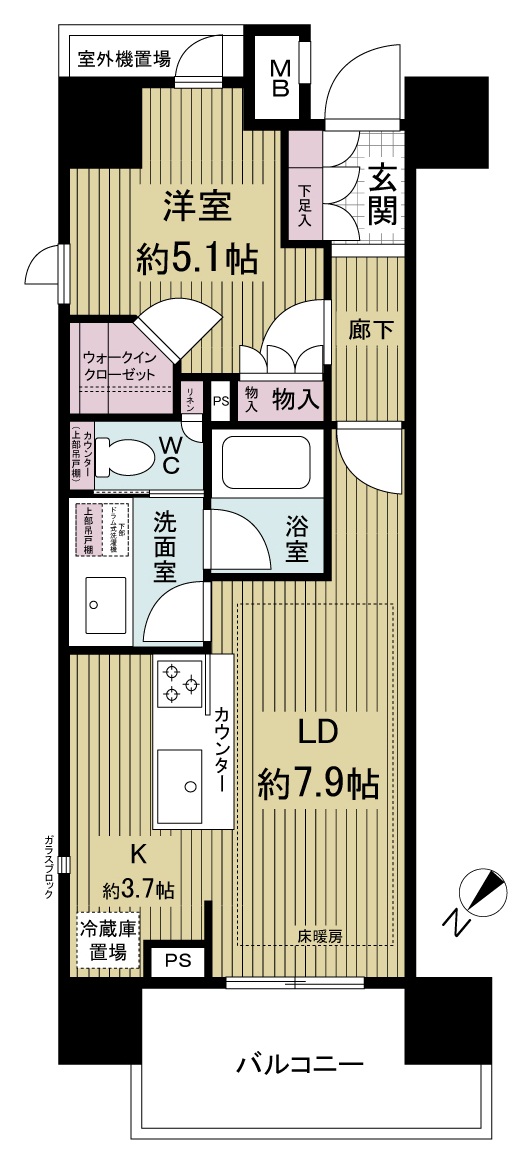 室外機置場
MB
洋室
約5.1帖
下足入
玄関
廊下
ウォークイン
クローゼット
リネン
PS
物入
物入
カウンター
(上部吊戸棚)
WC
上部吊戸棚
下部
ドラム式洗濯機
洗面室
浴室
カウンター
LD
約7.9帖
K
約3.7帖
ガラスブロック
冷蔵庫
置場
PS
床暖房
N
バルコニー